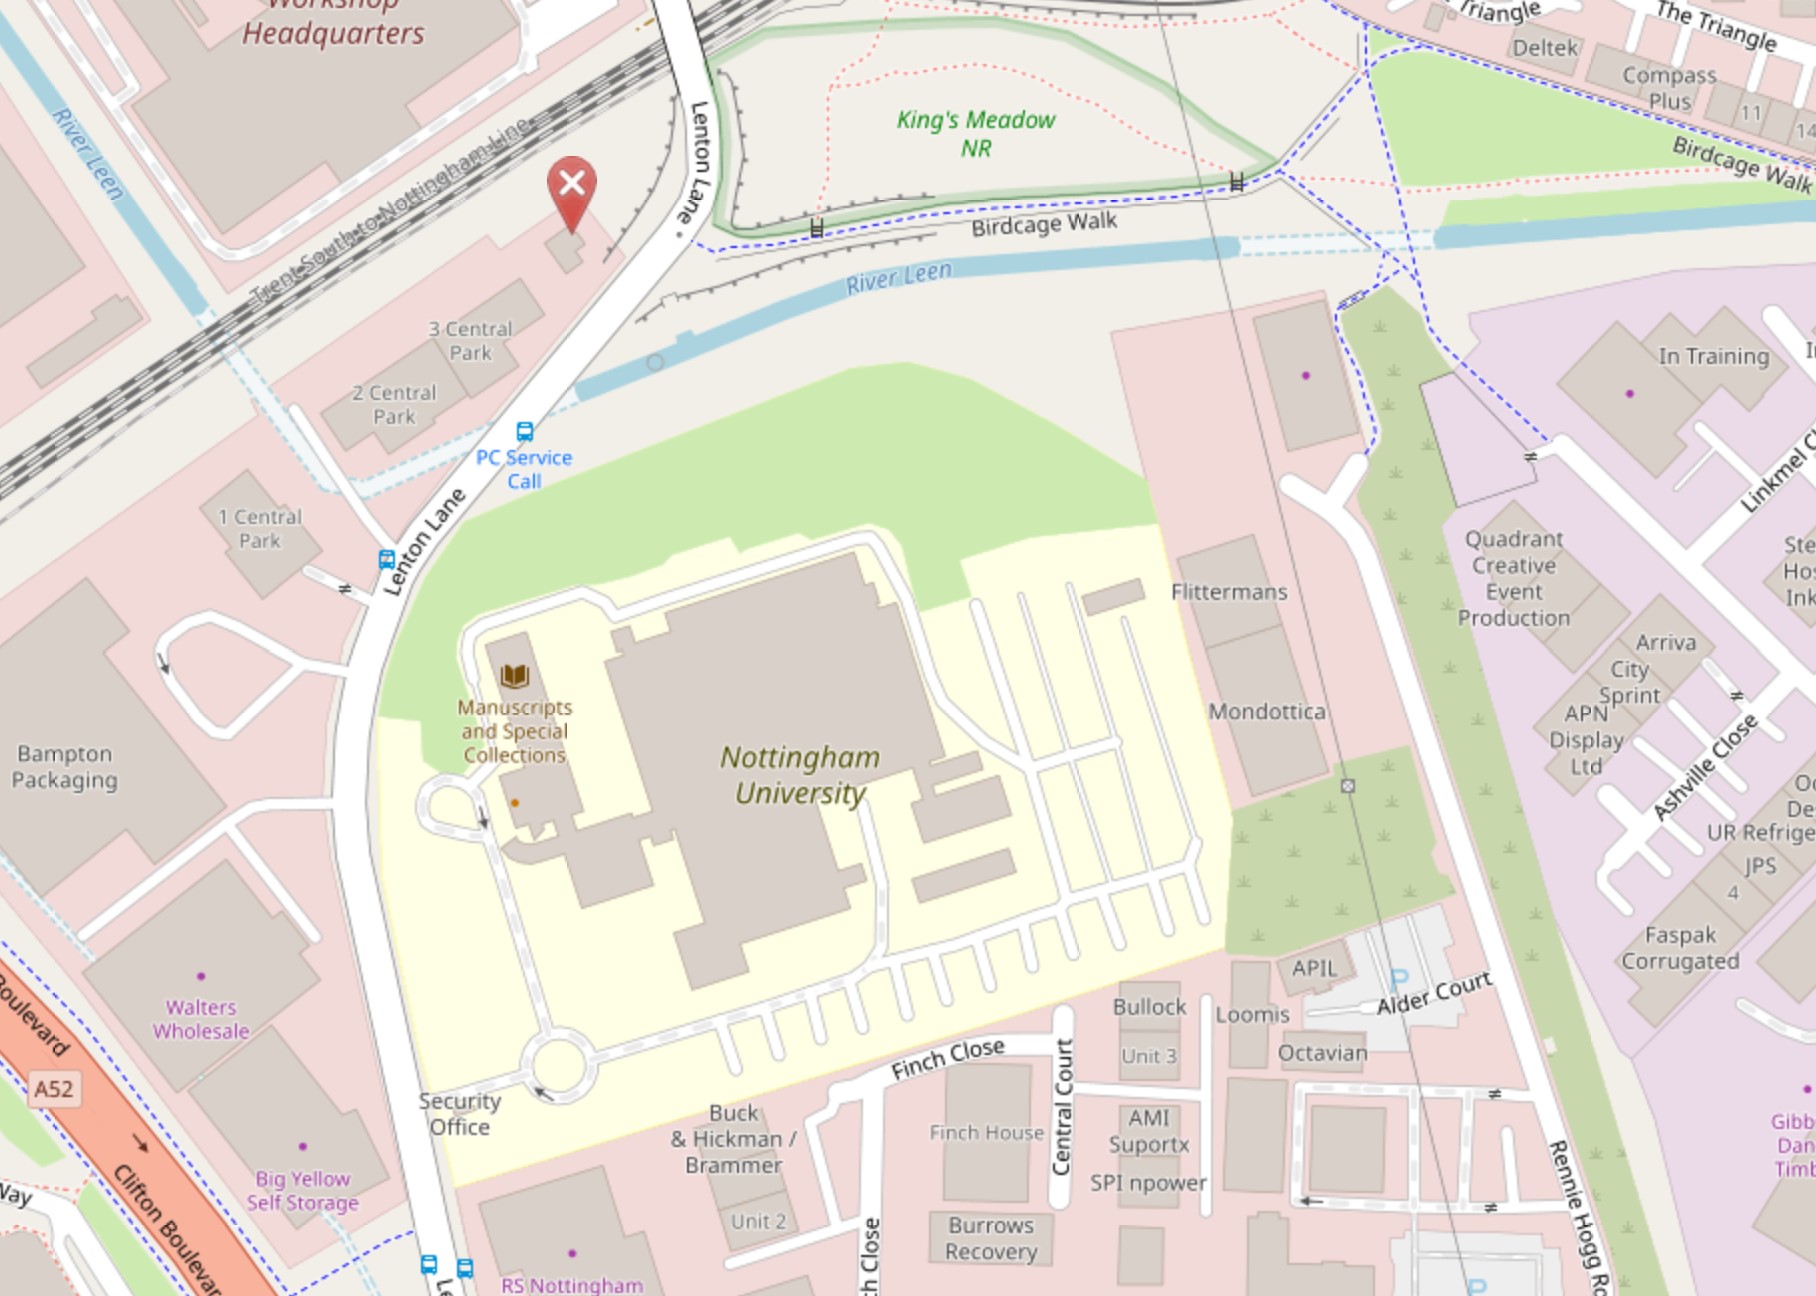 Workshop
Headquarters
Triangle
The Triangle
Deltek
Compass
Plus
11
14
River Leen
Trent South to Nottingham Line
Lenton Lane
King's Meadow
NR
Birdcage Walk
Birdcage Walk
River Leen
3 Central
Park
2 Central
Park
PC Service
Call
1 Central
Park
Lenton Lane
In Training
Linkmel C
Quadrant
Creative
Event
Production
Ste
Hos
Ink
Flittermans
Arriva
City
Sprint
Manuscripts
and Special
Collections
Mondottica
APN
Display
Ltd
Ashville Close
Bampton
Packaging
Nottingham
University
Oc
De
UR Refrige
JPS
4
Faspak
Corrugated
APIL
P
Alder Court
Walters
Wholesale
Boulevard
A52
Bullock
Loomis
Finch Close
Unit 3
Octavian
Central Court
Security
Office
Buck
& Hickman /
Brammer
Finch House
AMI
Suportx
SPI npower
Gibb
Dan
Timb
Big Yellow
Self Storage
Way
Clifton Boulevar
Unit 2
Burrows
Recovery
Rennie Hogg Ro
ch Close
RS Nottingham
Le
P